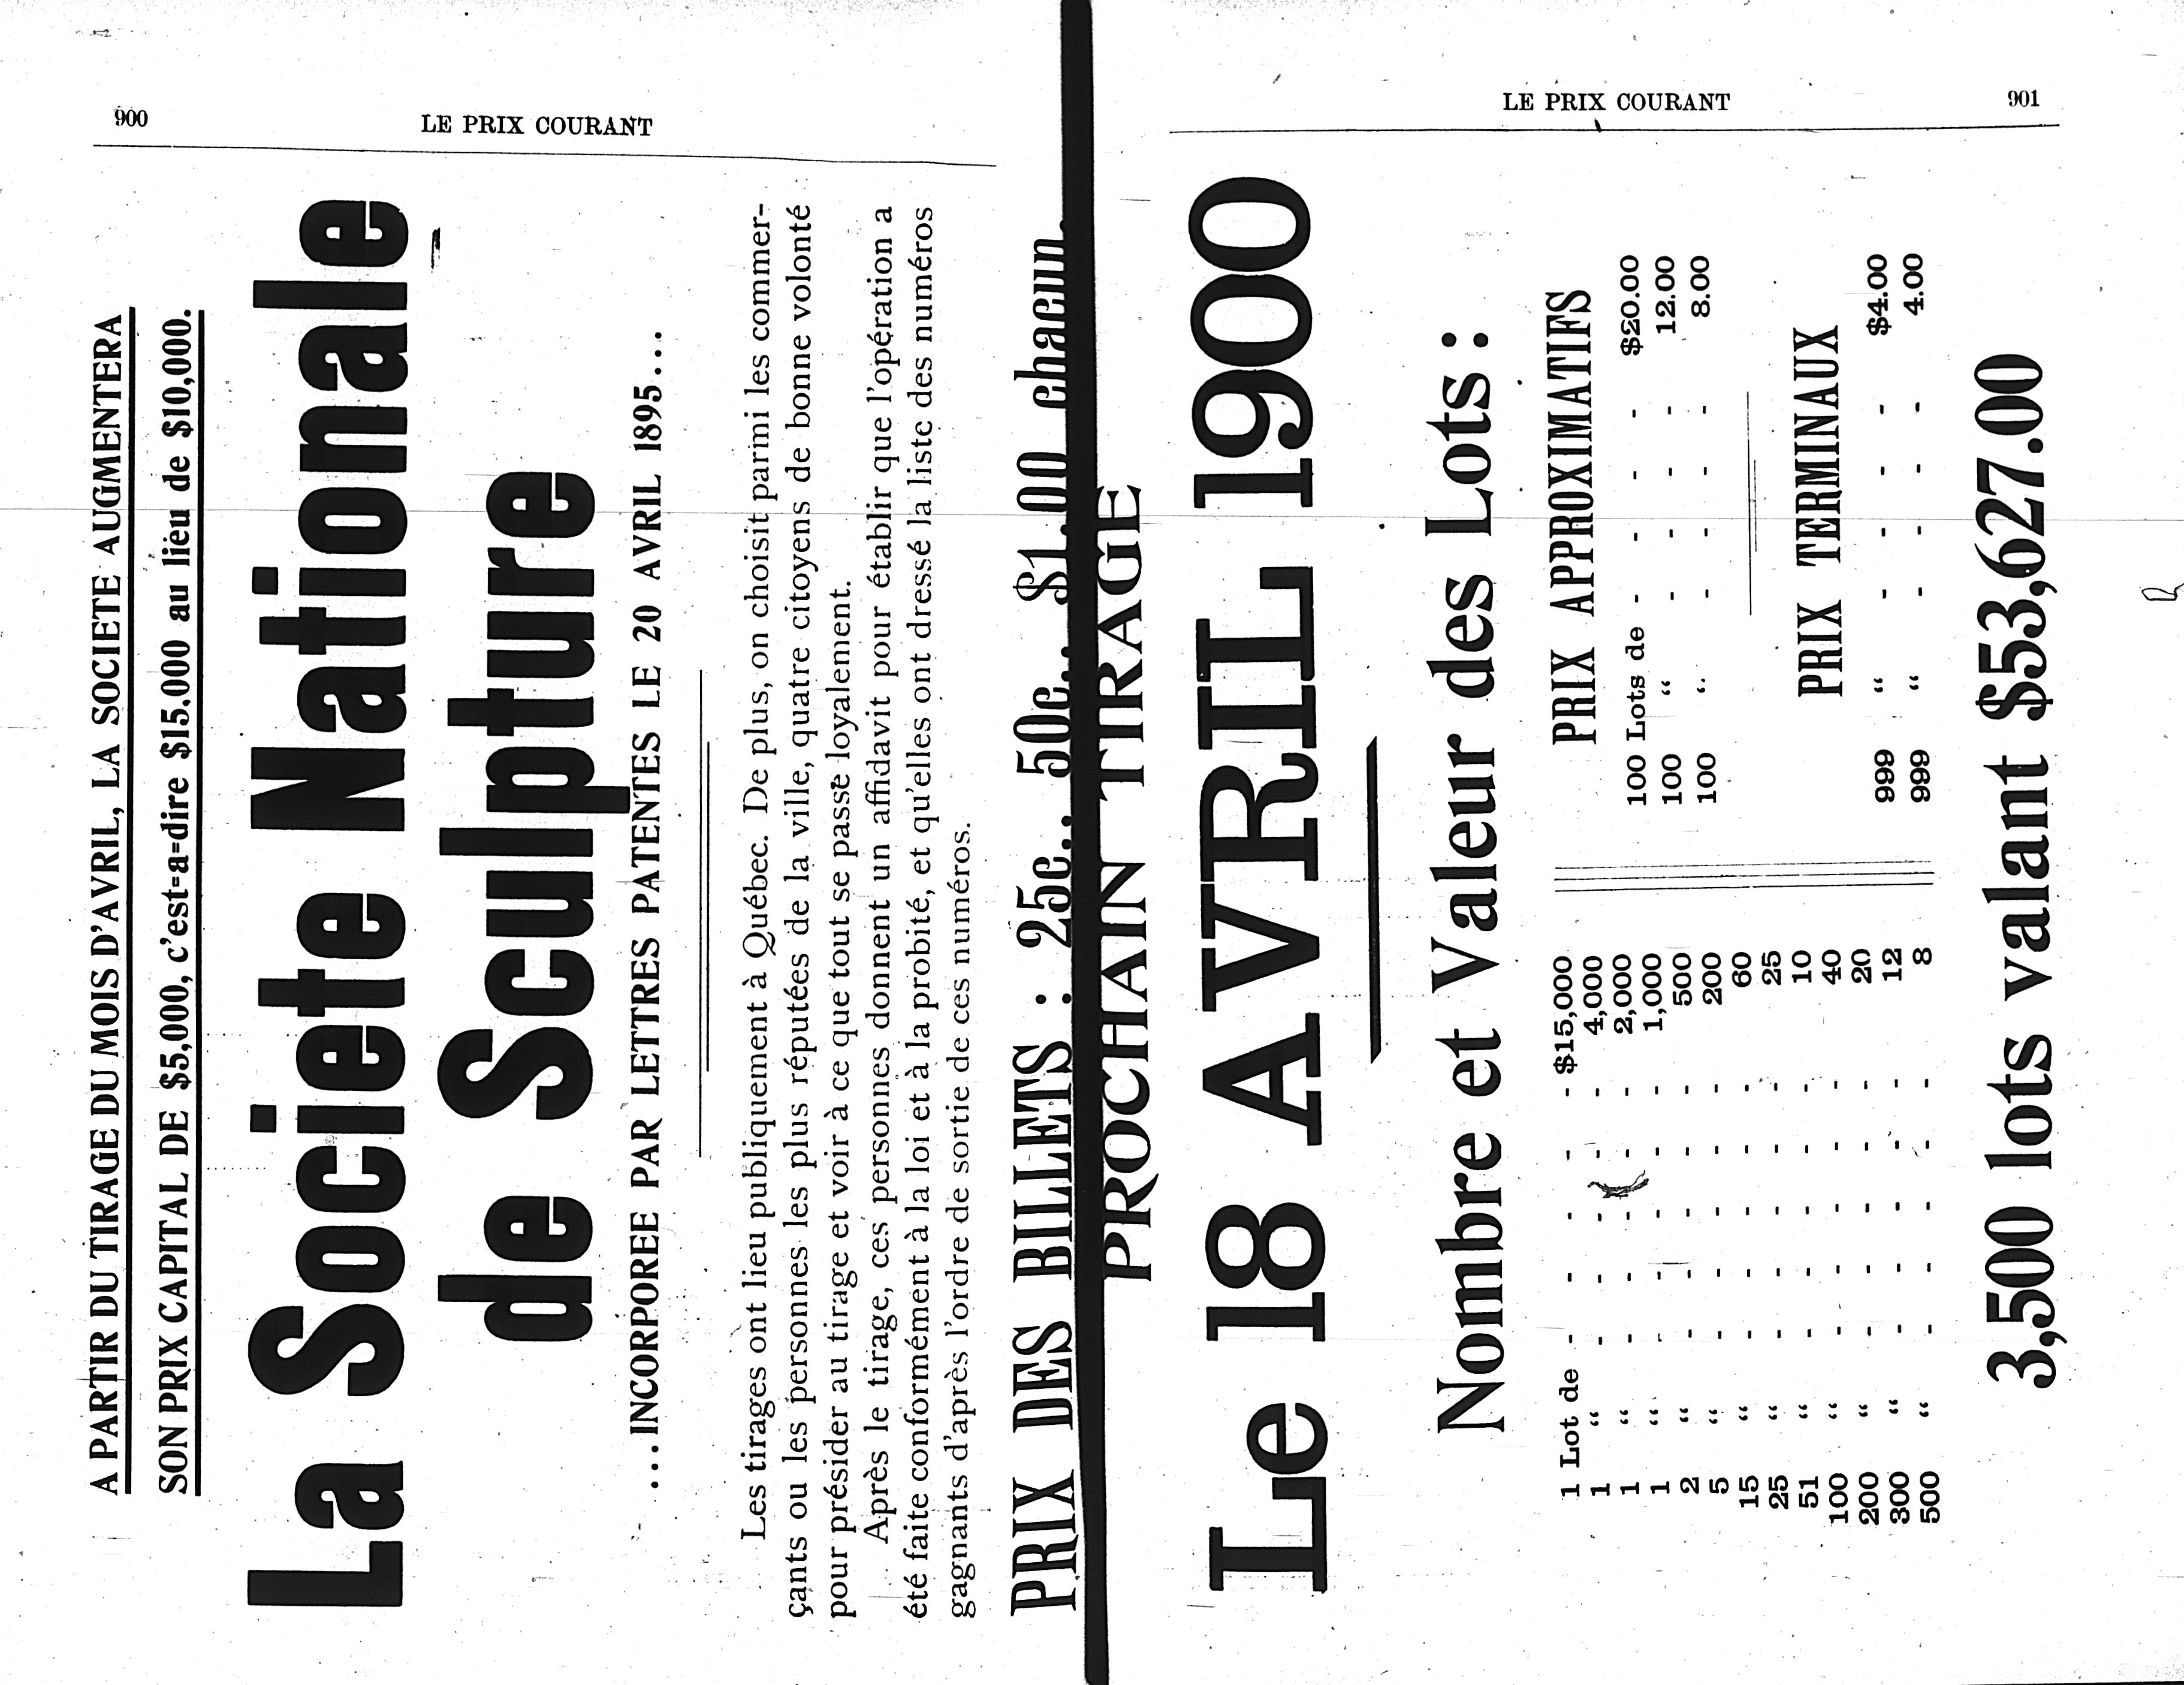 900
LE PRIX COURANT
A PARTIR DU TIRAGE DU MOIS D'AVRIL, LA SOCIETE AUGMENTERA
SON PRIX CAPITAL DE $5,000, c'est-a-dire $15.000 au lieu de $10,000.
La Societe Nationale
de Sculpture
...INCORPOREE PAR LETTRES PATENTES LE 20 AVRIL 1895...
Les tirages ont lieu publiquement à Québec. De plus, on choisit parmi les commer-
çants ou les personnes les plus réputées de la ville, quatre citoyens de bonne volonté
pour présider au tirage et voir à ce que tout se passe loyalement.
Après le tirage, ces personnes donnent un affidavit pour établir que l'opération a
été faite conformément à la loi et à la probité, et qu'elles ont dressé la liste des numéros
gagnants d'après l'ordre de sortie de ces numéros.
PRIX DES BILLETS : 25c., 50c., $1.00 chacun.
LE PRIX COURANT
901
PROCHAIN TIRAGE
Le 18 AVRIL 1900
Nombre et Valeur des Lots :
1 Lot de - - - - - $15,000
1 “ - - - - - 4,000
1 “ - - - - - 2,000
1 “ - - - - - 1,000
2 “ - - - - - 500
5 “ - - - - - 200
15 “ - - - - - 60
25 “ - - - - - 25
51 “ - - - - - 10
100 “ - - - - - 40
200 “ - - - - - 20
300 “ - - - - - 12
500 “ - - - - - 8
PRIX APPROXIMATIFS
100 Lots de - - - - $20.00
100 “ - - - - 12.00
100 “ - - - - 8.00
PRIX TERMINAUX
999 “ - - - - $4.00
999 “ - - - - 4.00
3,500 lots valant $53,627.00